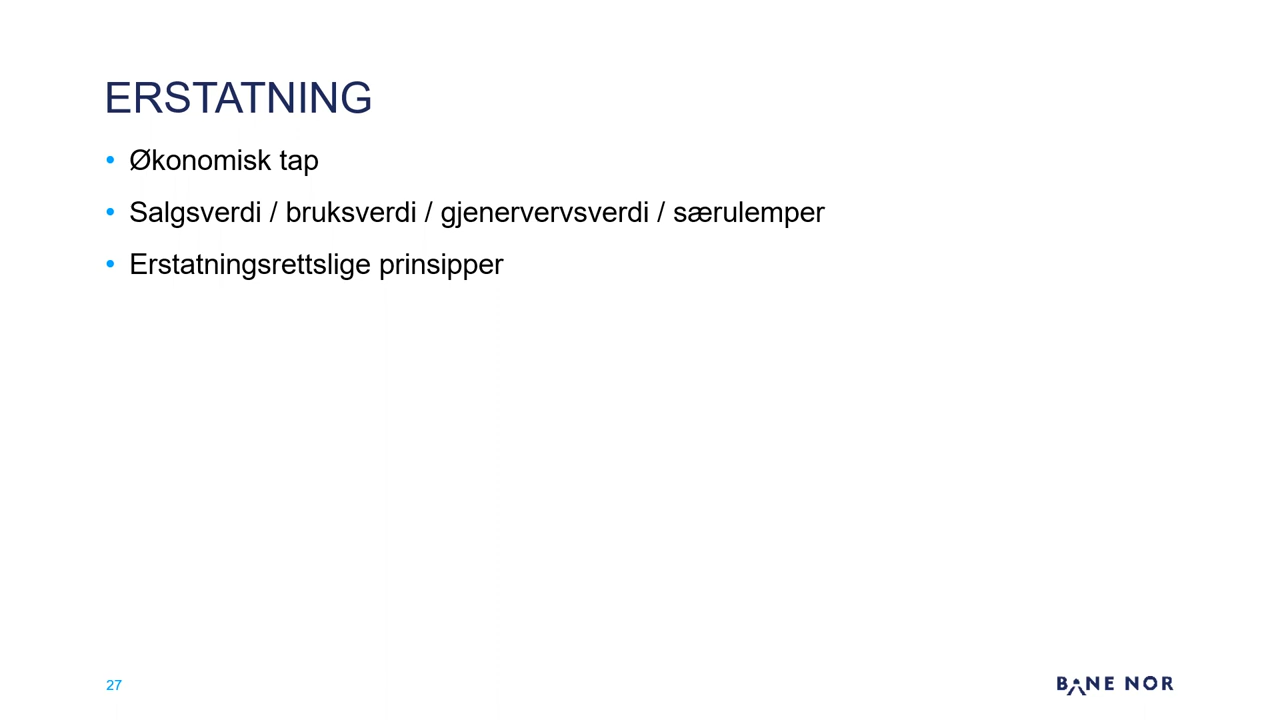 ERSTATNING
• Økonomisk tap
• Salgsverdi / bruksverdi / gjenervervsverdi / særulemper
• Erstatningsrettslige prinsipper
27
BANE NOR